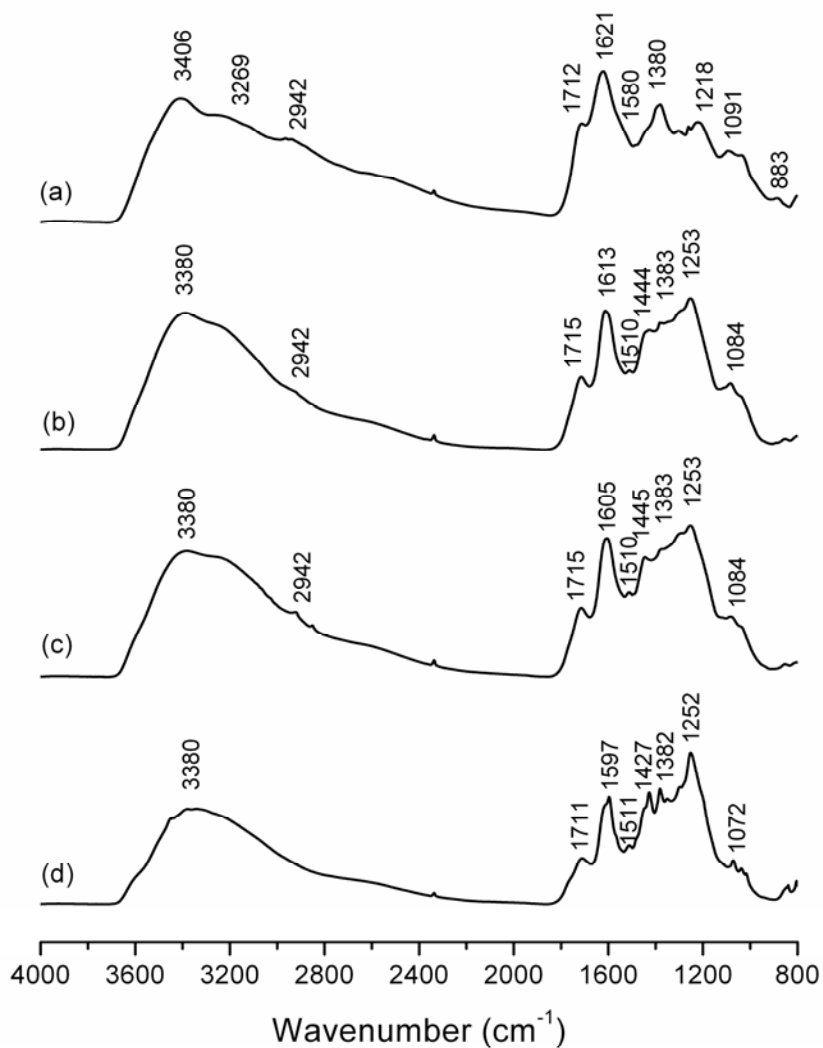 3406 3269 2942 1712 1621 1580 1380 1218 1091 883
(a)
3380 2942 1715 1613 1510 1444 1383 1253 1084
(b)
3380 2942 1715 1605 1510 1445 1383 1253 1084
(c)
3380 1711 1597 1511 1427 1382 1252 1072
(d)
4000 3600 3200 2800 2400 2000 1600 1200 800
Wavenumber (cm⁻¹)